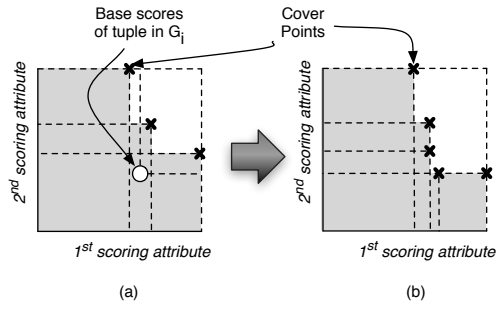 Base scores
of tuple in Gi
Cover
Points
2nd scoring attribute
1st scoring attribute
(a)
2nd scoring attribute
1st scoring attribute
(b)